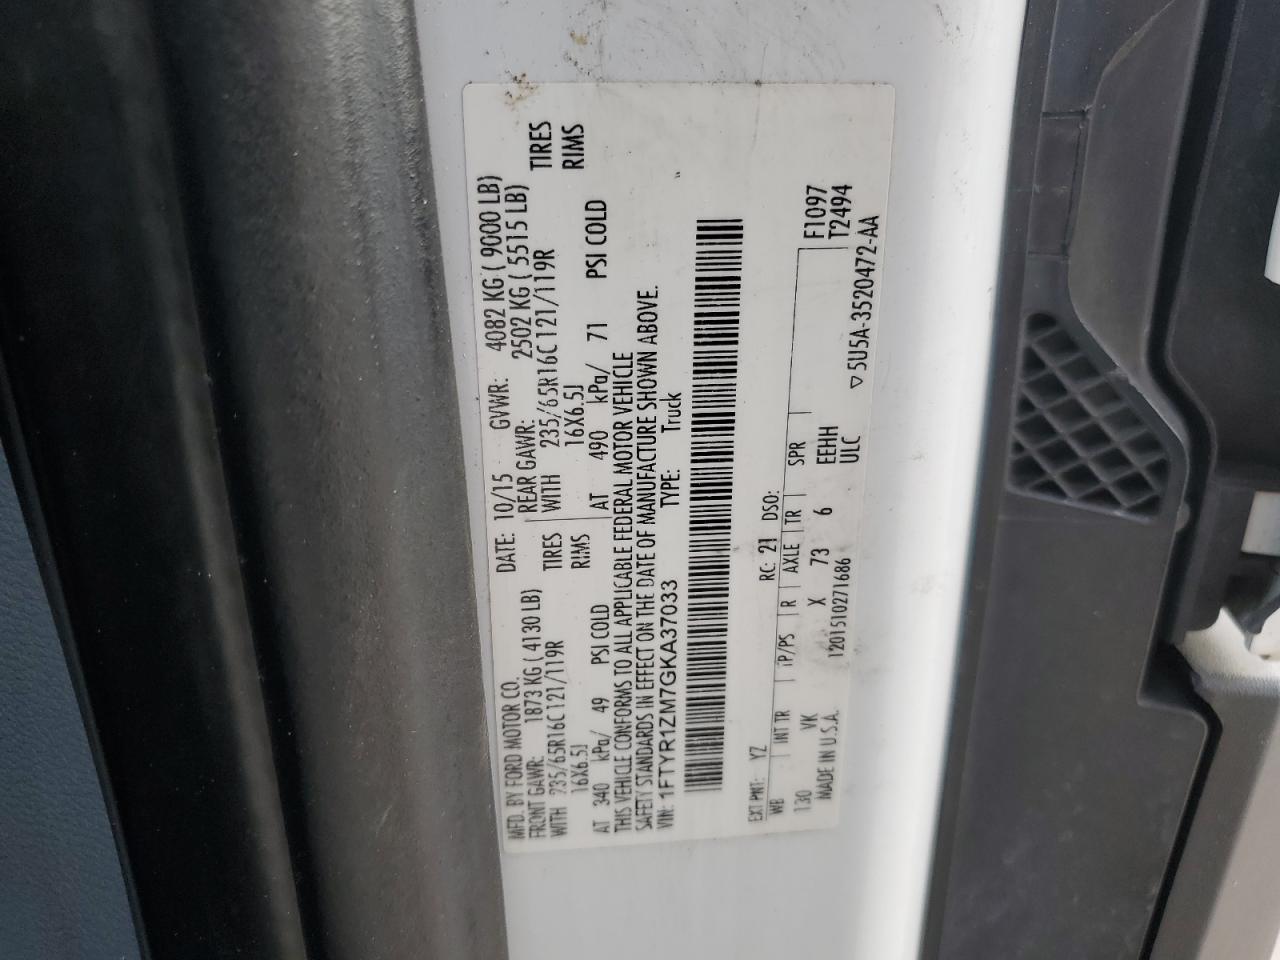 MFD. BY FORD MOTOR CO. DATE: 10/15 GVWR: 4082 KG ( 9000 LB)
FRONT GAWR: 1873 KG ( 4130 LB) REAR GAWR: 2502 KG ( 5515 LB)
WITH 235/65R16C 121/119R TIRES WITH 235/65R16C 121/119R TIRES
16X6.5J RIMS 16X6.5J RIMS
AT 340 kPa/ 49 PSI COLD AT 490 kPa/ 71 PSI COLD
THIS VEHICLE CONFORMS TO ALL APPLICABLE FEDERAL MOTOR VEHICLE
SAFETY STANDARDS IN EFFECT ON THE DATE OF MANUFACTURE SHOWN ABOVE.
VIN: 1FTYR1ZM7GKA37033 TYPE: Truck
EXT PNT: YZ RC: 21 DSO:
WB INT TR TP/PS R AXLE TR SPR F1097
130 VK X 73 6 EEHH T2494
MADE IN U.S.A. 1201510271686 ULC ▽ 5U5A-3520472-AA